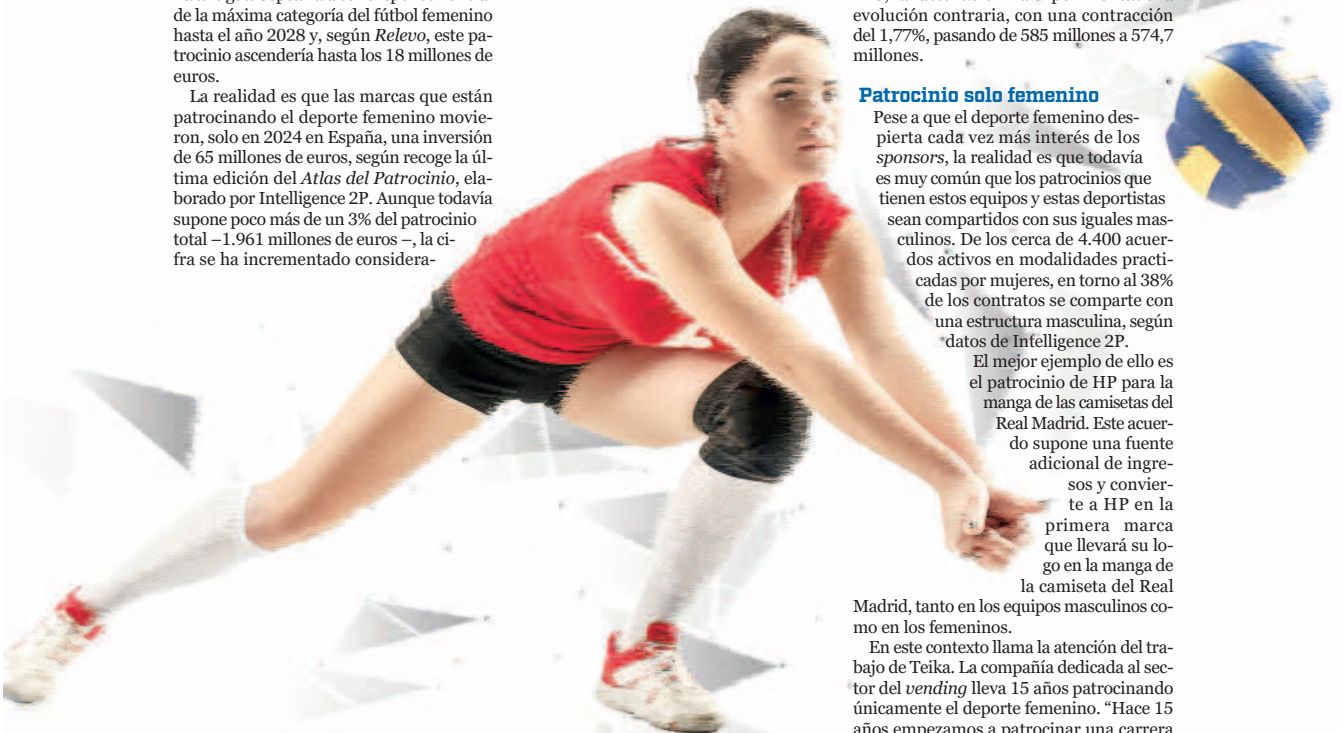 de la máxima categoría del fútbol femenino
hasta el año 2028 y, según Relevo, este pa-
trocinio ascendería hasta los 18 millones de
euros.
La realidad es que las marcas que están
patrocinando el deporte femenino movie-
ron, solo en 2024 en España, una inversión
de 65 millones de euros, según recoge la úl-
tima edición del Atlas del Patrocinio, ela-
borado por Intelligence 2P. Aunque todavía
supone poco más de un 3% del patrocinio
total –1.961 millones de euros –, la ci-
fra se ha incrementado considera-
evolución contraria, con una contracción
del 1,77%, pasando de 585 millones a 574,7
millones.
Patrocinio solo femenino
Pese a que el deporte femenino des-
pierta cada vez más interés de los
sponsors, la realidad es que todavía
es muy común que los patrocinios que
tienen estos equipos y estas deportistas
sean compartidos con sus iguales mas-
culinos. De los cerca de 4.400 acuer-
dos activos en modalidades practi-
cadas por mujeres, en torno al 38%
de los contratos se comparte con
una estructura masculina, según
datos de Intelligence 2P.
El mejor ejemplo de ello es
el patrocinio de HP para la
manga de las camisetas del
Real Madrid. Este acuer-
do supone una fuente
adicional de ingre-
sos y convier-
te a HP en la
primera marca
que llevará su lo-
go en la manga de
la camiseta del Real
Madrid, tanto en los equipos masculinos co-
mo en los femeninos.
En este contexto llama la atención del tra-
bajo de Teika. La compañía dedicada al sec-
tor del vending lleva 15 años patrocinando
únicamente el deporte femenino. “Hace 15
años empezamos a patrocinar una carrera